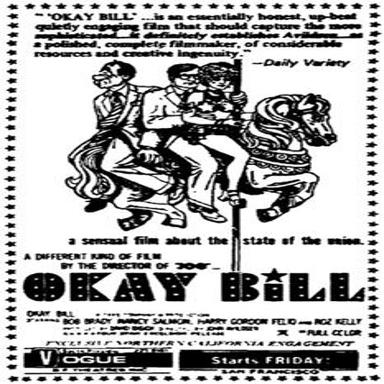 " 'OKAY BILL' ...is an essentially honest, up-beat
quietly engaging film that should capture the more
sophisticated...it definitely establishes Avildsen...as
a polished, complete filmmaker, of considerable
resources and creative ingenuity."
—Daily Variety
a sensual film about the state of the union.
A DIFFERENT KIND OF FILM
BY THE DIRECTOR OF "JOE"
OKAY BILL
OKAY BILL
BOB BRADY NANCY SALMON, HARRY GORDON FELIO and ROZ KELLY
FULL COLOR
EXCLUSIVE NORTHERN CALIFORNIA ENGAGEMENT
VOGUE
Starts FRIDAY!
SAN FRANCISCO